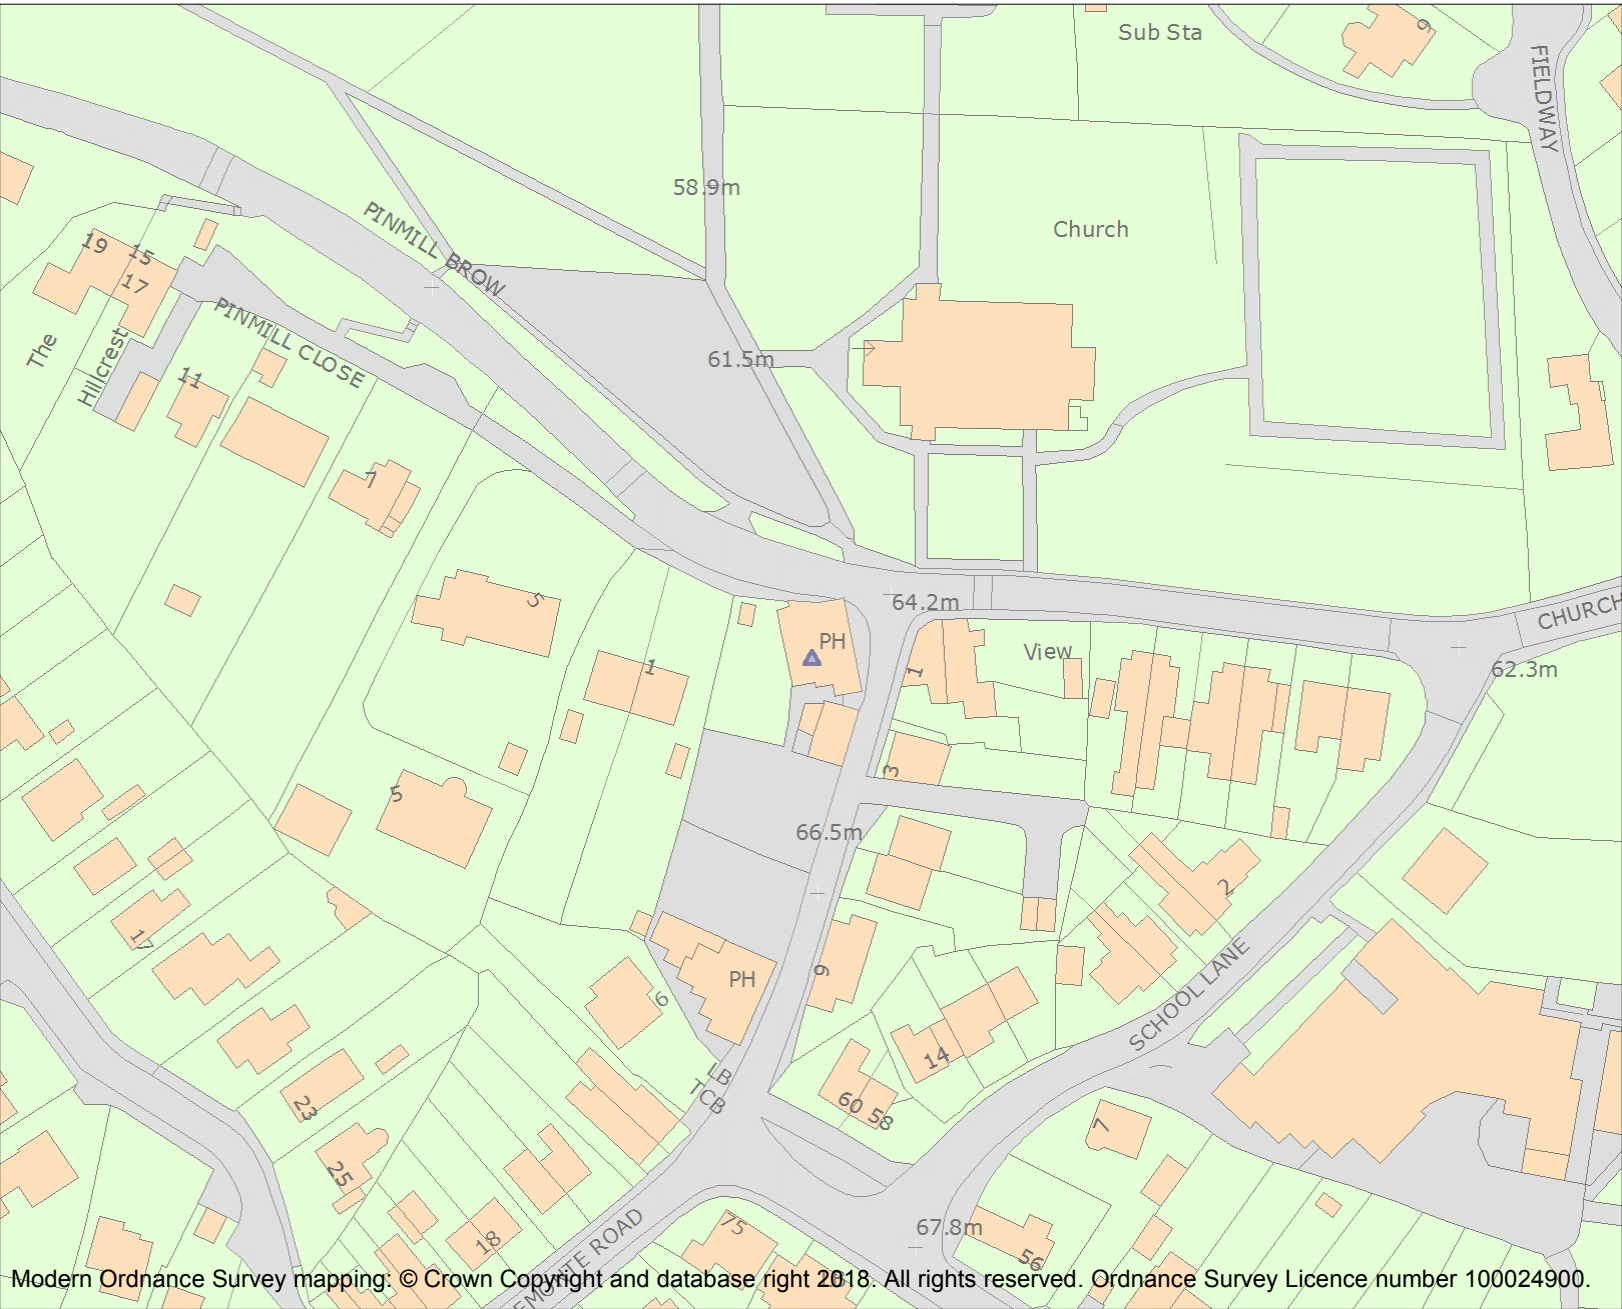 Sub Sta
9
FIELDWAY
58.9m
PINMILL BROW
Church
19
15
17
PINMILL CLOSE
The
Hillcrest
61.5m
11
7
5
64.2m
CHURCH
PH
View
1
1
62.3m
3
5
66.5m
2
17
PH
9
6
SCHOOL LANE
14
LB
TCB
23
60 58
7
25
18
75
67.8m
56
EMONTE ROAD
Modern Ordnance Survey mapping: © Crown Copyright and database right 2018. All rights reserved. Ordnance Survey Licence number 100024900.